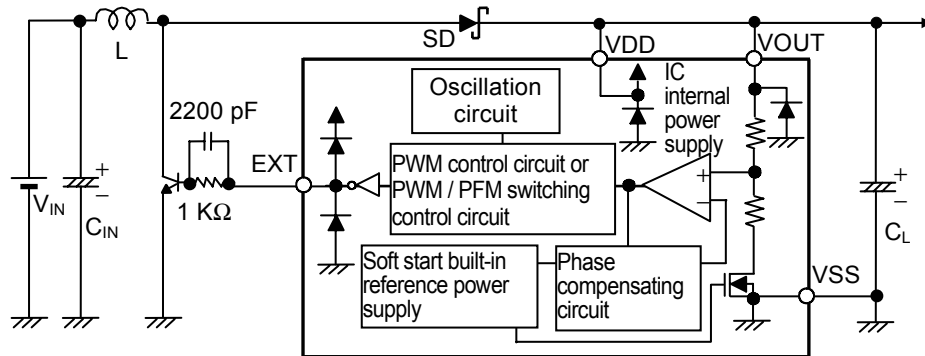 L
SD
VDD
VOUT
IC
internal
power
supply
Oscillation
circuit
2200 pF
EXT
1 KΩ
PWM control circuit or
PWM / PFM switching
control circuit
+
−
VIN
+
−
CIN
+
−
CL
Soft start built-in
reference power
supply
Phase
compensating
circuit
VSS